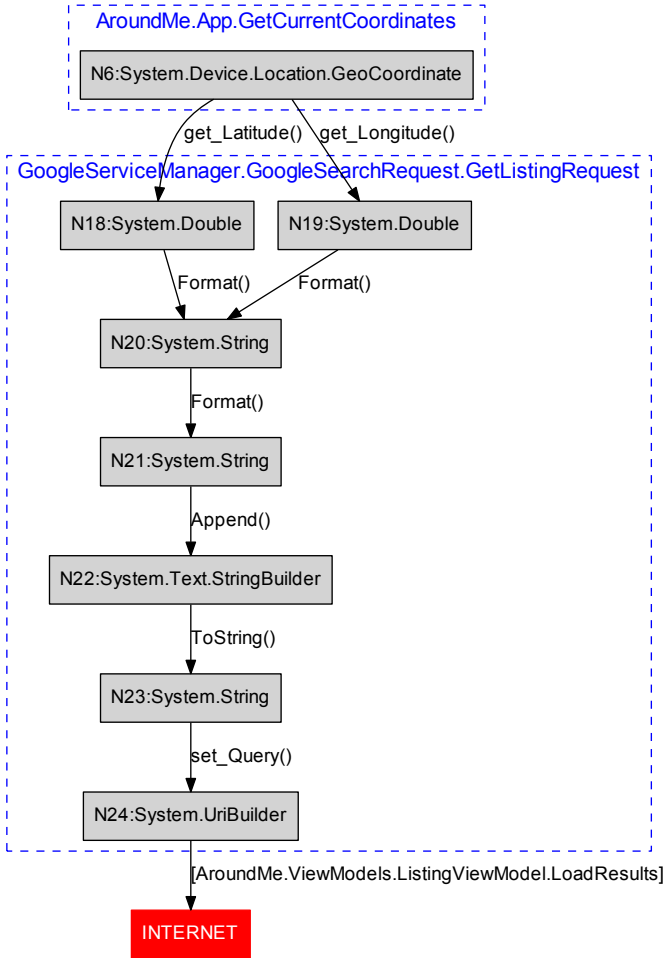 AroundMe.App.GetCurrentCoordinates
N6:System.Device.Location.GeoCoordinate
get_Latitude()
get_Longitude()
GoogleServiceManager.GoogleSearchRequest.GetListingRequest
N18:System.Double
N19:System.Double
Format()
Format()
N20:System.String
Format()
N21:System.String
Append()
N22:System.Text.StringBuilder
ToString()
N23:System.String
set_Query()
N24:System.UriBuilder
[AroundMe.ViewModels.ListingViewModel.LoadResults]
INTERNET